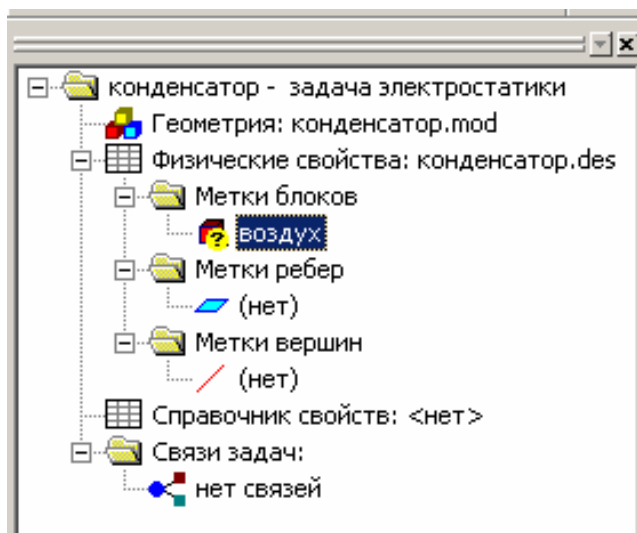 конденсатор - задача электростатики
Геометрия: конденсатор.mod
Физические свойства: конденсатор.des
Метки блоков
воздух
Метки ребер
(нет)
Метки вершин
(нет)
Справочник свойств: <нет>
Связи задач:
нет связей